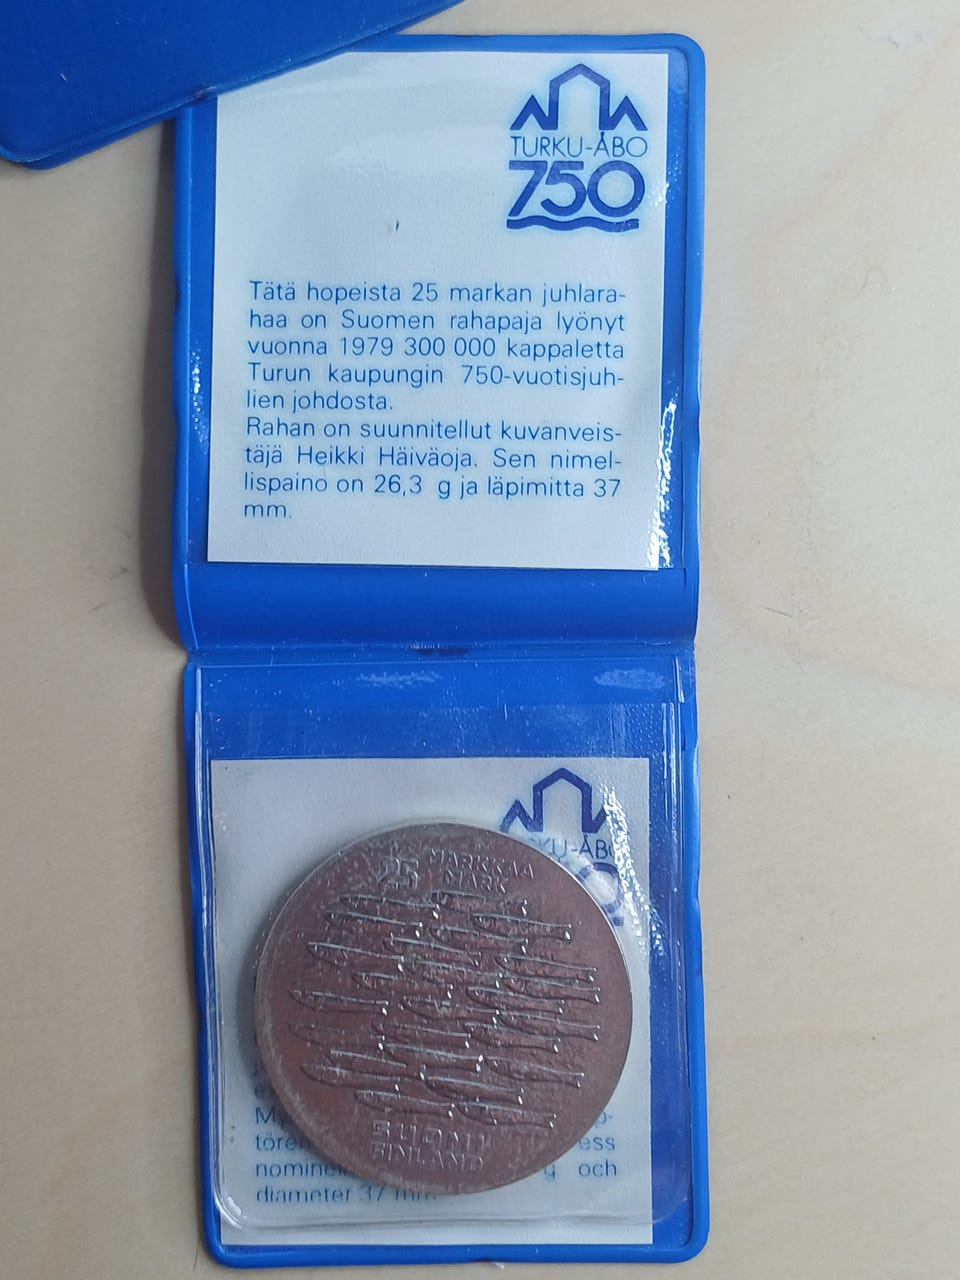 TURKU-ÅBO
750
Tätä hopeista 25 markan juhlara-
haa on Suomen rahapaja lyönyt
vuonna 1979 300 000 kappaletta
Turun kaupungin 750-vuotisjuh-
lien johdosta.
Rahan on suunnitellut kuvanveis-
täjä Heikki Häiväoja. Sen nimel-
lispaino on 26,3 g ja läpimitta 37
mm.
25 MARKKAA
MARK
SUOMI
FINLAND
ess
g och
diameter 37 mm